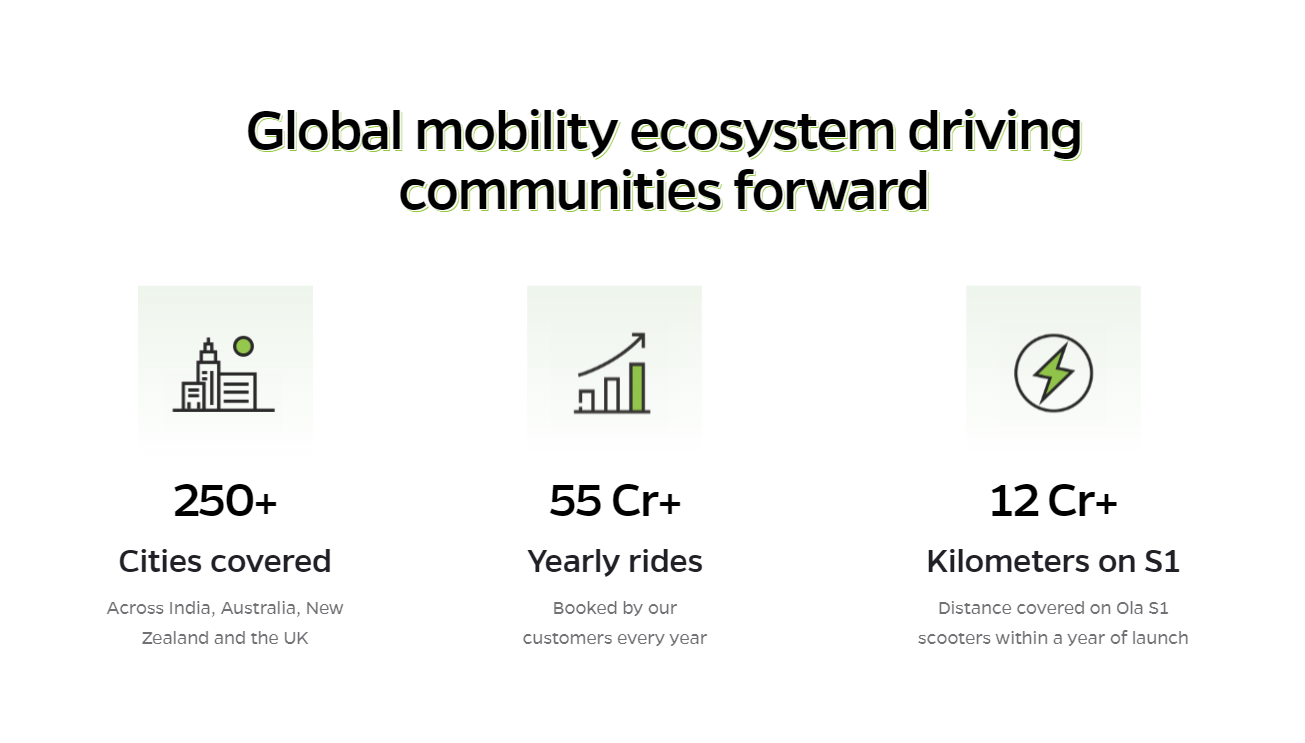 Global mobility ecosystem driving
communities forward
250+
Cities covered
Across India, Australia, New
Zealand and the UK
55 Cr+
Yearly rides
Booked by our
customers every year
12 Cr+
Kilometers on S1
Distance covered on Ola S1
scooters within a year of launch